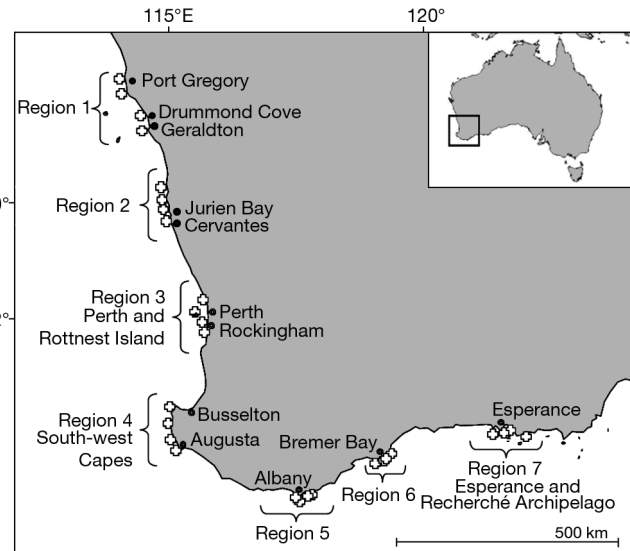 115°E
120°
Port Gregory
Region 1
Drummond Cove
Geraldton
0°
Region 2
Jurien Bay
Cervantes
Region 3
Perth and
Rottnest Island
Perth
Rockingham
2°
Region 4
South-west
Capes
Busselton
Augusta
Esperance
Bremer Bay
Albany
Region 7
Esperance and
Recherché Archipelago
Region 6
Region 5
500 km